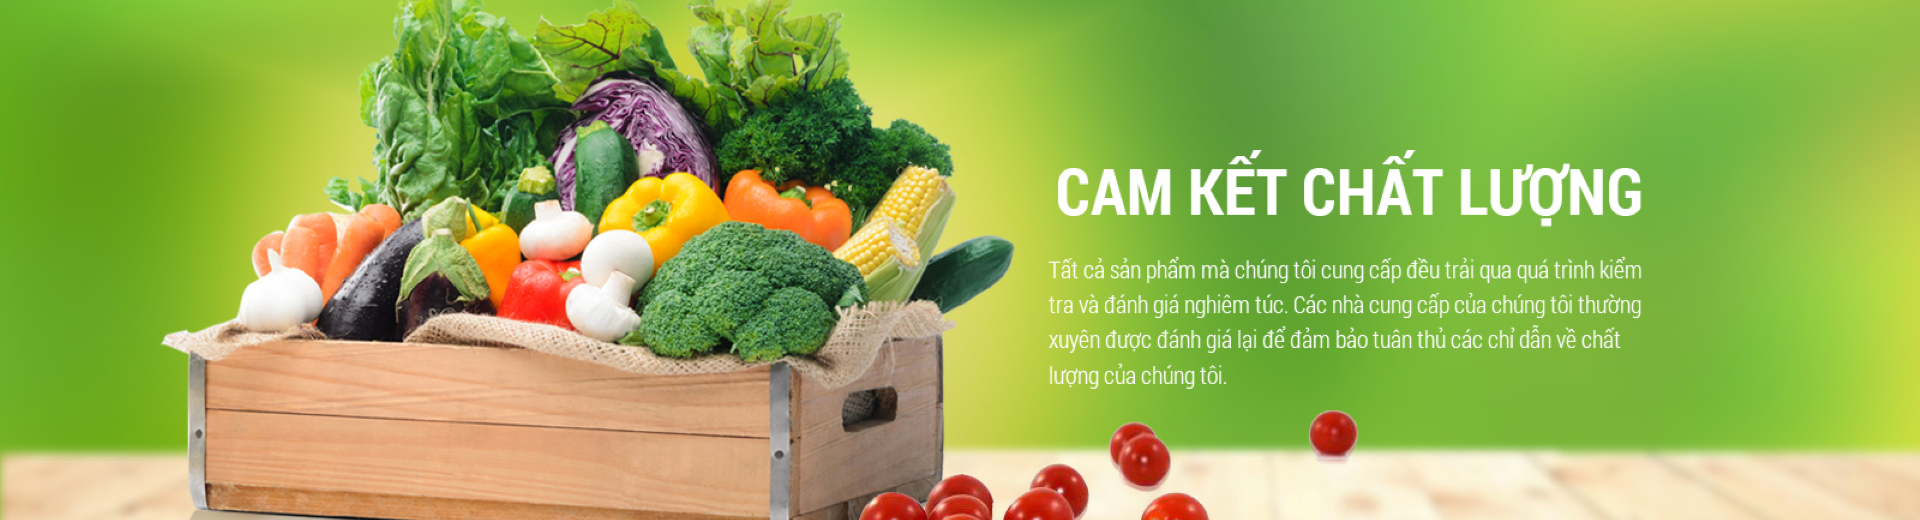 CAM KẾT CHẤT LƯỢNG
Tất cả sản phẩm mà chúng tôi cung cấp đều trải qua quá trình kiểm
tra và đánh giá nghiêm túc. Các nhà cung cấp của chúng tôi thường
xuyên được đánh giá lại để đảm bảo tuân thủ các chỉ dẫn về chất
lượng của chúng tôi.